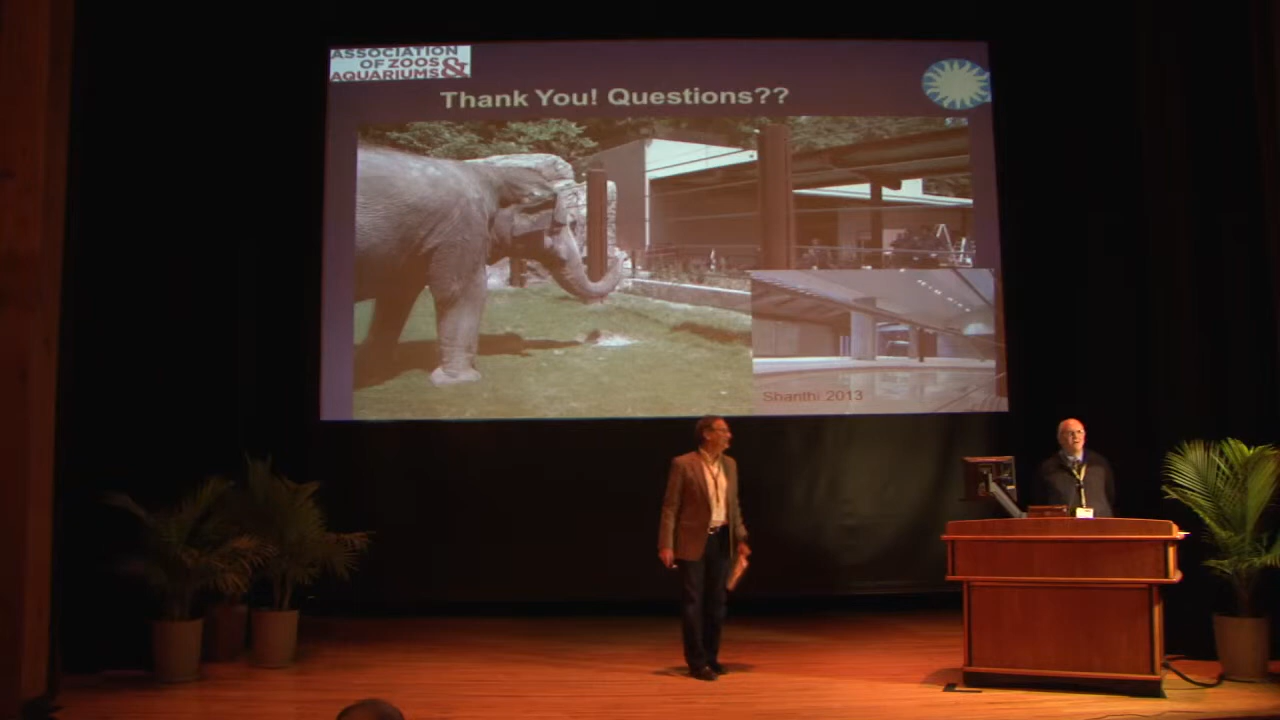 ASSOCIATION
OF ZOOS &
AQUARIUMS
Thank You! Questions??
Shanthi 2013